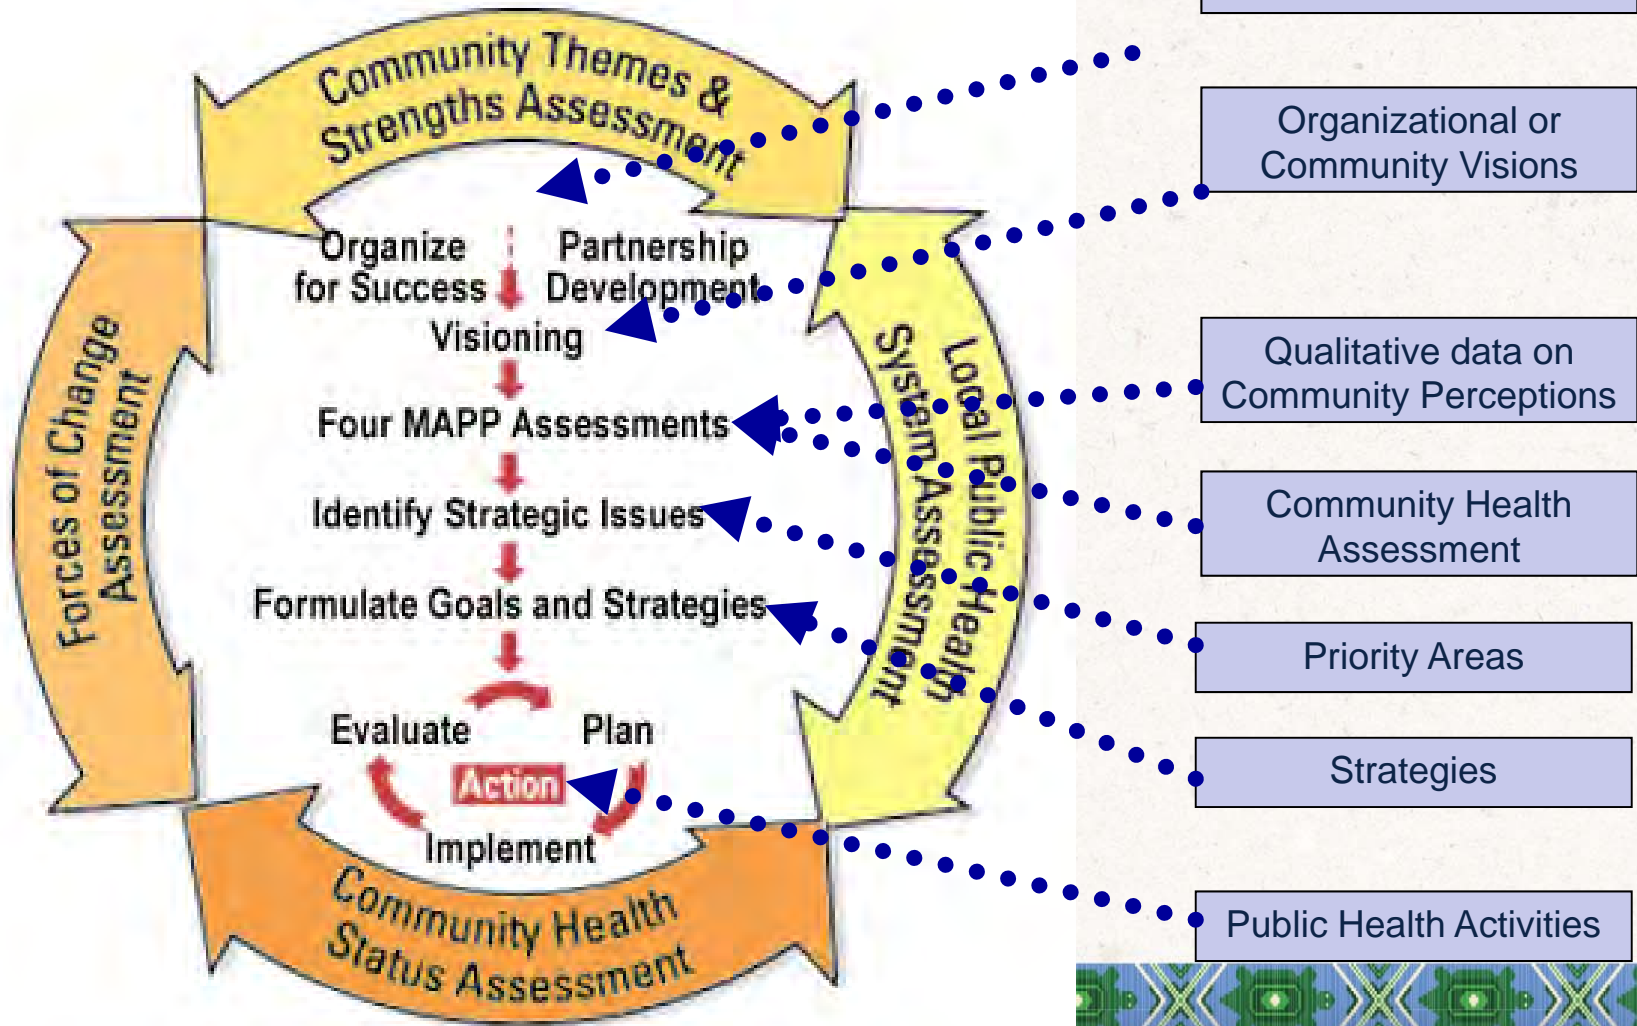 Community Themes &
Strengths Assessment
Organize
for Success
Partnership
Development
Visioning
Four MAPP Assessments
Identify Strategic Issues
Formulate Goals and Strategies
Evaluate
Plan
Action
Implement
Forces of Change
Assessment
Local Public Health
System Assessment
Community Health
Status Assessment
Organizational or
Community Visions
Qualitative data on
Community Perceptions
Community Health
Assessment
Priority Areas
Strategies
Public Health Activities